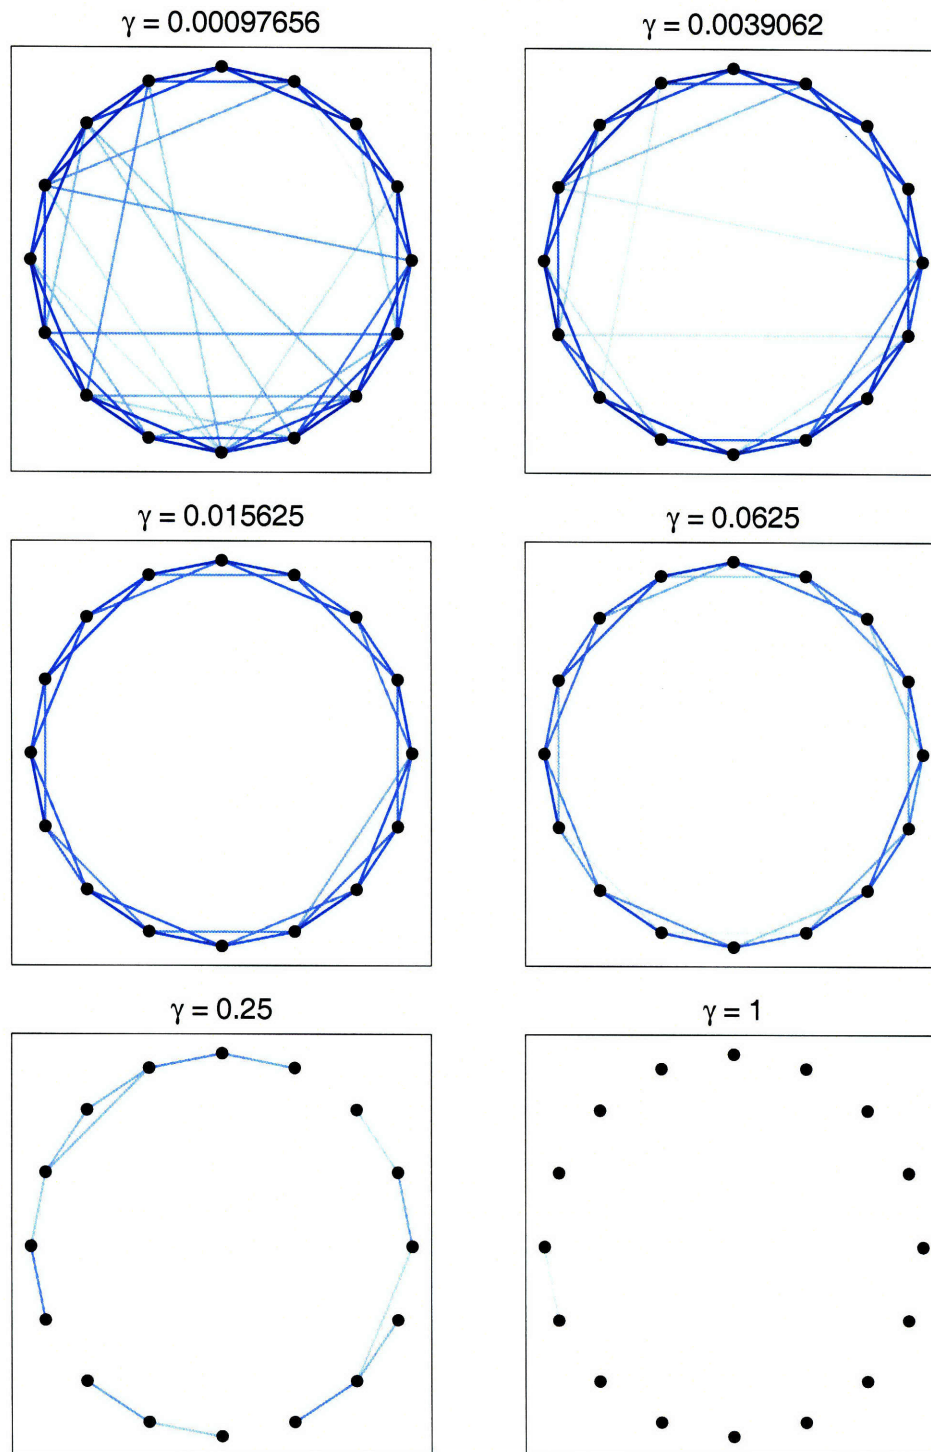 γ = 0.00097656
γ = 0.0039062
γ = 0.015625
γ = 0.0625
γ = 0.25
γ = 1